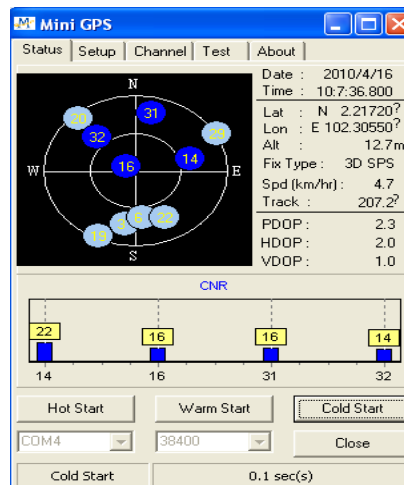 Mini GPS
Status Setup Channel Test About
Date : 2010/4/16
Time : 10:7:36.800
Lat : N 2.21720?
Lon : E 102.30550?
Alt : 12.7m
Fix Type : 3D SPS
Spd (km/hr) : 4.7
Track : 207.2?
PDOP : 2.3
HDOP : 2.0
VDOP : 1.0
N
20 31
32 29
16 14
W E
3 6 22
19
S
CNR
22 16 16 14
14 16 31 32
Hot Start Warm Start Cold Start
COM4 38400 Close
Cold Start 0.1 sec(s)